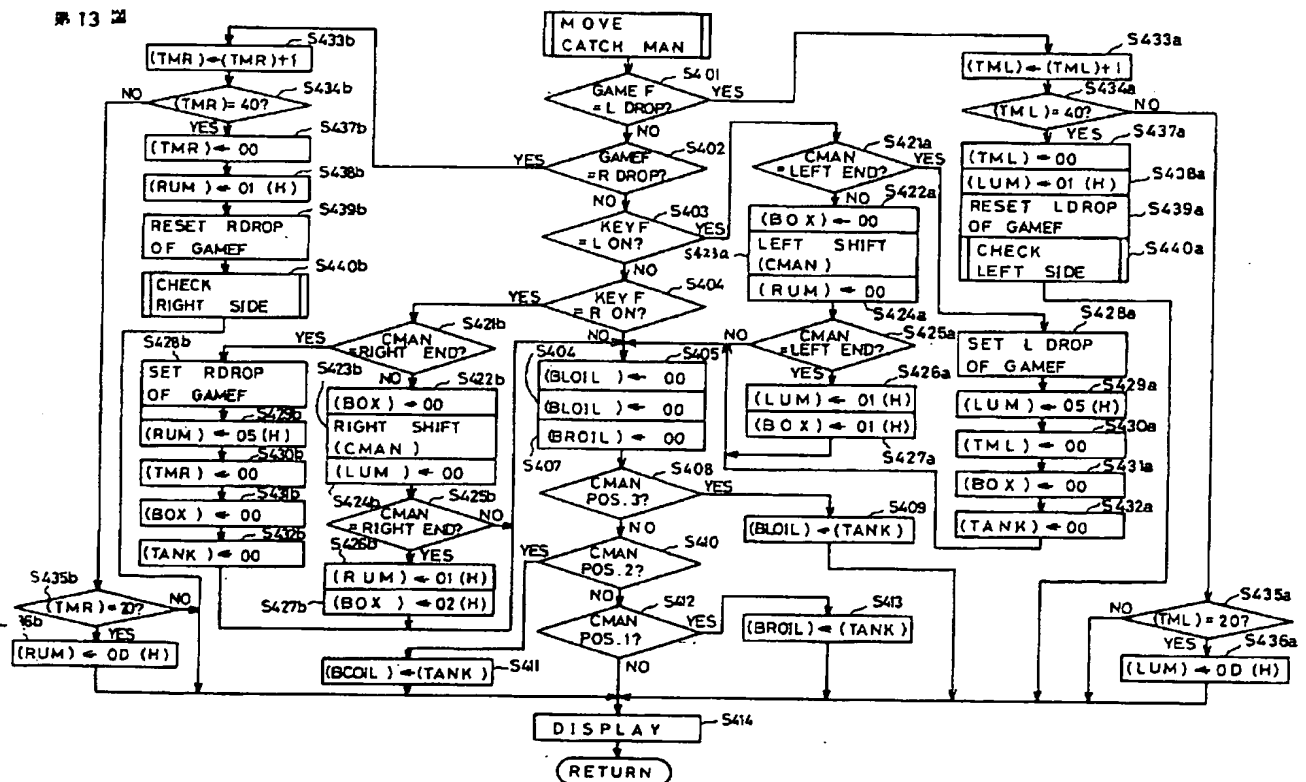 第13図
MOVE
CATCH MAN
S401
GAME F
=L DROP?
YES
NO
S402
GAMEF
=R DROP?
YES
NO
S403
KEY F
=L ON?
YES
NO
S404
KEY F
=R ON?
YES
NO
S433b
(TMR)←(TMR)+1
S434b
(TMR)=40?
NO
YES
S437b
(TMR)←00
S438b
(RUM)←01(H)
S439b
RESET RDROP
OF GAMEF
S440b
CHECK
RIGHT SIDE
S421b
CMAN
=RIGHT END?
YES
NO
S428b
SET RDROP
OF GAMEF
S429b
(RUM)←05(H)
S430b
(TMR)←00
S431b
(BOX)←00
S432b
(TANK)←00
S435b
(TMR)=20?
NO
YES
(RUM)←0D(H)
S422b
(BOX)←00
S423b
RIGHT SHIFT
(CMAN)
(LUM)←00
S424b
S425b
CMAN
=RIGHT END?
NO
YES
S426b
(RUM)←01(H)
S427b
(BOX)←02(H)
S404
S405
(BLOIL)←00
(BLOIL)←00
(BROIL)←00
S407
S408
CMAN
POS.3?
YES
NO
S409
(BLOIL)←(TANK)
S410
CMAN
POS.2?
YES
NO
S411
(BCOIL)←(TANK)
S412
CMAN
POS.1?
YES
NO
S413
(BROIL)←(TANK)
S421a
CMAN
=LEFT END?
YES
NO
S422a
(BOX)←00
S423a
LEFT SHIFT
(CMAN)
(RUM)←00
S424a
S425a
CMAN
=LEFT END?
NO
YES
S426a
(LUM)←01(H)
(BOX)←01(H)
S427a
S433a
(TML)←(TML)+1
S434a
(TML)=40?
NO
YES
S437a
(TML)←00
(LUM)←01(H)
S438a
RESET LDROP
OF GAMEF
S439a
CHECK
LEFT SIDE
S440a
S428a
SET L DROP
OF GAMEF
S429a
(LUM)←05(H)
S430a
(TML)←00
S431a
(BOX)←00
S432a
(TANK)←00
S435a
(TML)=20?
NO
YES
S436a
(LUM)←0D(H)
DISPLAY
S414
RETURN